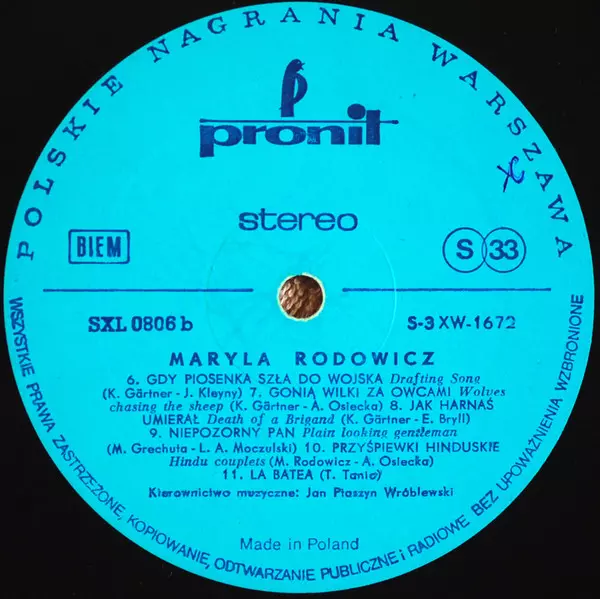 POLSKIE NAGRANIA WARSZAWA
pronit
stereo
BIEM
S 33
SXL 0806 b
S-3 XW-1672
MARYLA RODOWICZ
6. GDY PIOSENKA SZŁA DO WOJSKA Drafting Song
(K. Gärtner - J. Kleyny) 7. GONIĄ WILKI ZA OWCAMI Wolves
chasing the sheep (K. Gärtner - A. Osiecka) 8. JAK HARNAŚ
UMIERAŁ Death of a Brigand (K. Gärtner - E. Bryll)
9. NIEPOZORNY PAN Plain looking gentleman
(M. Grechuta - L. A. Moczulski) 10. PRZYŚPIEWKI HINDUSKIE
Hindu couplets (M. Rodowicz - A. Osiecka)
11. LA BATEA (T. Tanio)
Kierownictwo muzyczne: Jan Ptaszyn Wróblewski
Made in Poland
WSZYSTKIE PRAWA ZASTRZEŻONE, KOPIOWANIE, ODTWARZANIE PUBLICZNE i RADIOWE BEZ UPOWAŻNIENIA WZBRONIONE